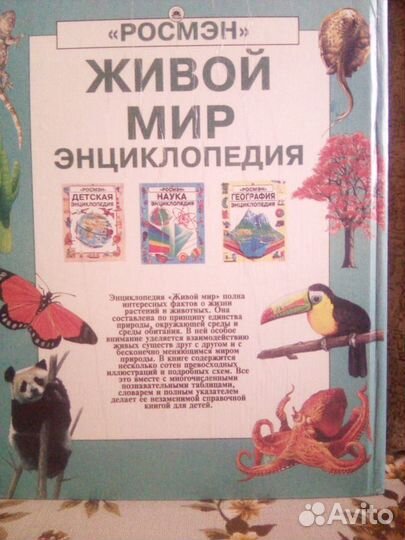 «РОСМЭН»
ЖИВОЙ
МИР
ЭНЦИКЛОПЕДИЯ
«РОСМЭН»
ДЕТСКАЯ
ЭНЦИКЛОПЕДИЯ
«РОСМЭН»
НАУКА
ЭНЦИКЛОПЕДИЯ
«РОСМЭН»
ГЕОГРАФИЯ
ЭНЦИКЛОПЕДИЯ
Энциклопедия «Живой мир» полна
интересных фактов о жизни
растений и животных. Она
составлена по принципу единства
природы, окружающей среды и
среды обитания. В ней особое
внимание уделяется взаимодействию
живых существ друг с другом и с
бесконечно меняющимся миром
природы. В книге содержится
несколько сотен превосходных
иллюстраций и подробных схем. Все
это вместе с многочисленными
познавательными таблицами,
словарем и полным указателем
делает ее незаменимой справочной
книгой для детей.
Avito